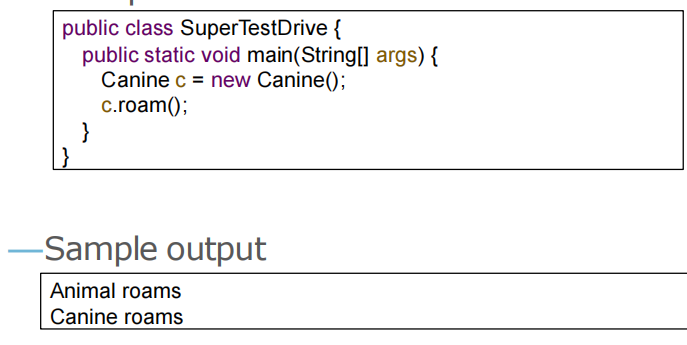 public class SuperTestDrive {
public static void main(String[] args) {
Canine c = new Canine();
c.roam();
}
}
—Sample output
Animal roams
Canine roams